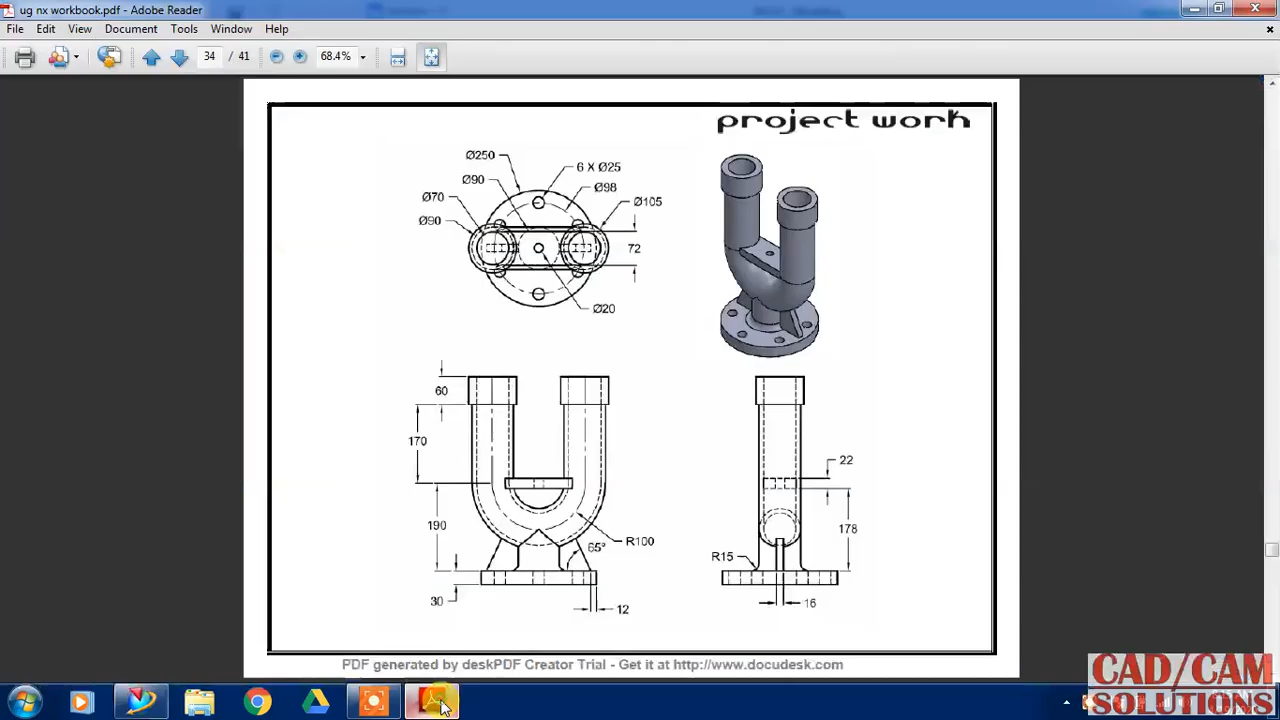 ug nx workbook.pdf - Adobe Reader
File Edit View Document Tools Window Help
34 / 41 68.4%
project work
Ø250
6 X Ø25
Ø90
Ø98
Ø70
Ø105
Ø90
72
Ø20
60
170
22
190
178
R100
65°
R15
30
12
16
PDF generated by deskPDF Creator Trial - Get it at http://www.docudesk.com
CAD/CAM
SOLUTIONS